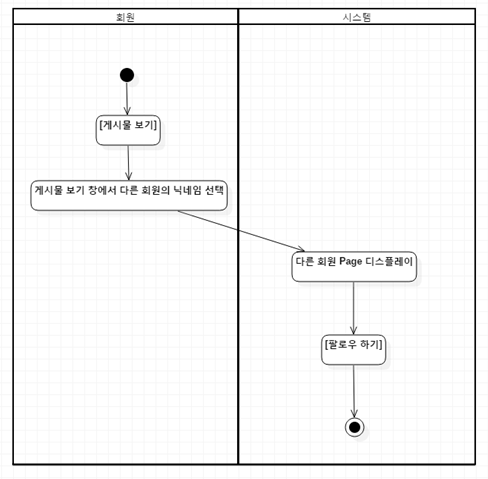 회원
시스템
[게시물 보기]
게시물 보기 창에서 다른 회원의 닉네임 선택
다른 회원 Page 디스플레이
[팔로우 하기]